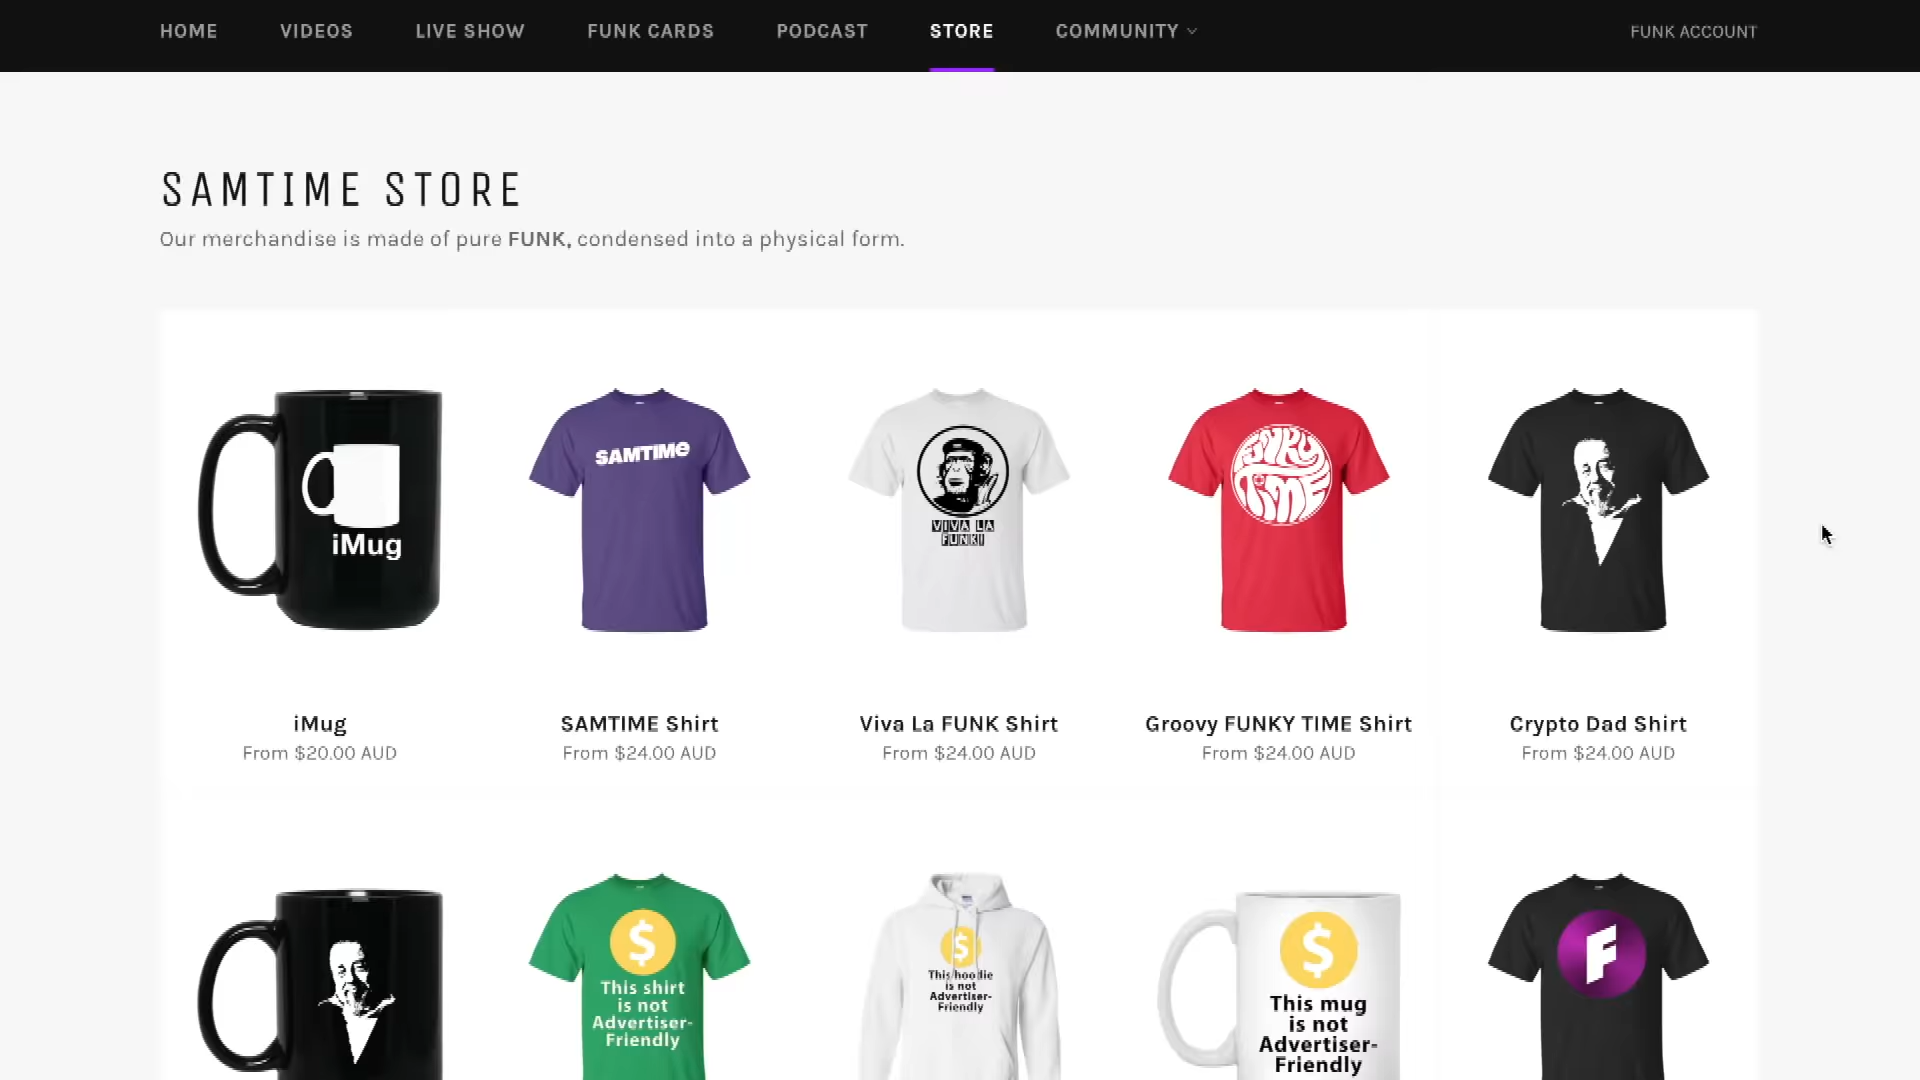 HOME VIDEOS LIVE SHOW FUNK CARDS PODCAST STORE COMMUNITY FUNK ACCOUNT
SAMTIME STORE
Our merchandise is made of pure FUNK, condensed into a physical form.
iMug
SAMTIME
VIVA LA
FUNK!
FUNKY
TIME
iMug
From $20.00 AUD
SAMTIME Shirt
From $24.00 AUD
Viva La FUNK Shirt
From $24.00 AUD
Groovy FUNKY TIME Shirt
From $24.00 AUD
Crypto Dad Shirt
From $24.00 AUD
$
This shirt
is not
Advertiser-
Friendly
$
This hoodie
is not
Advertiser-
Friendly
$
This mug
is not
Advertiser-
Friendly
F